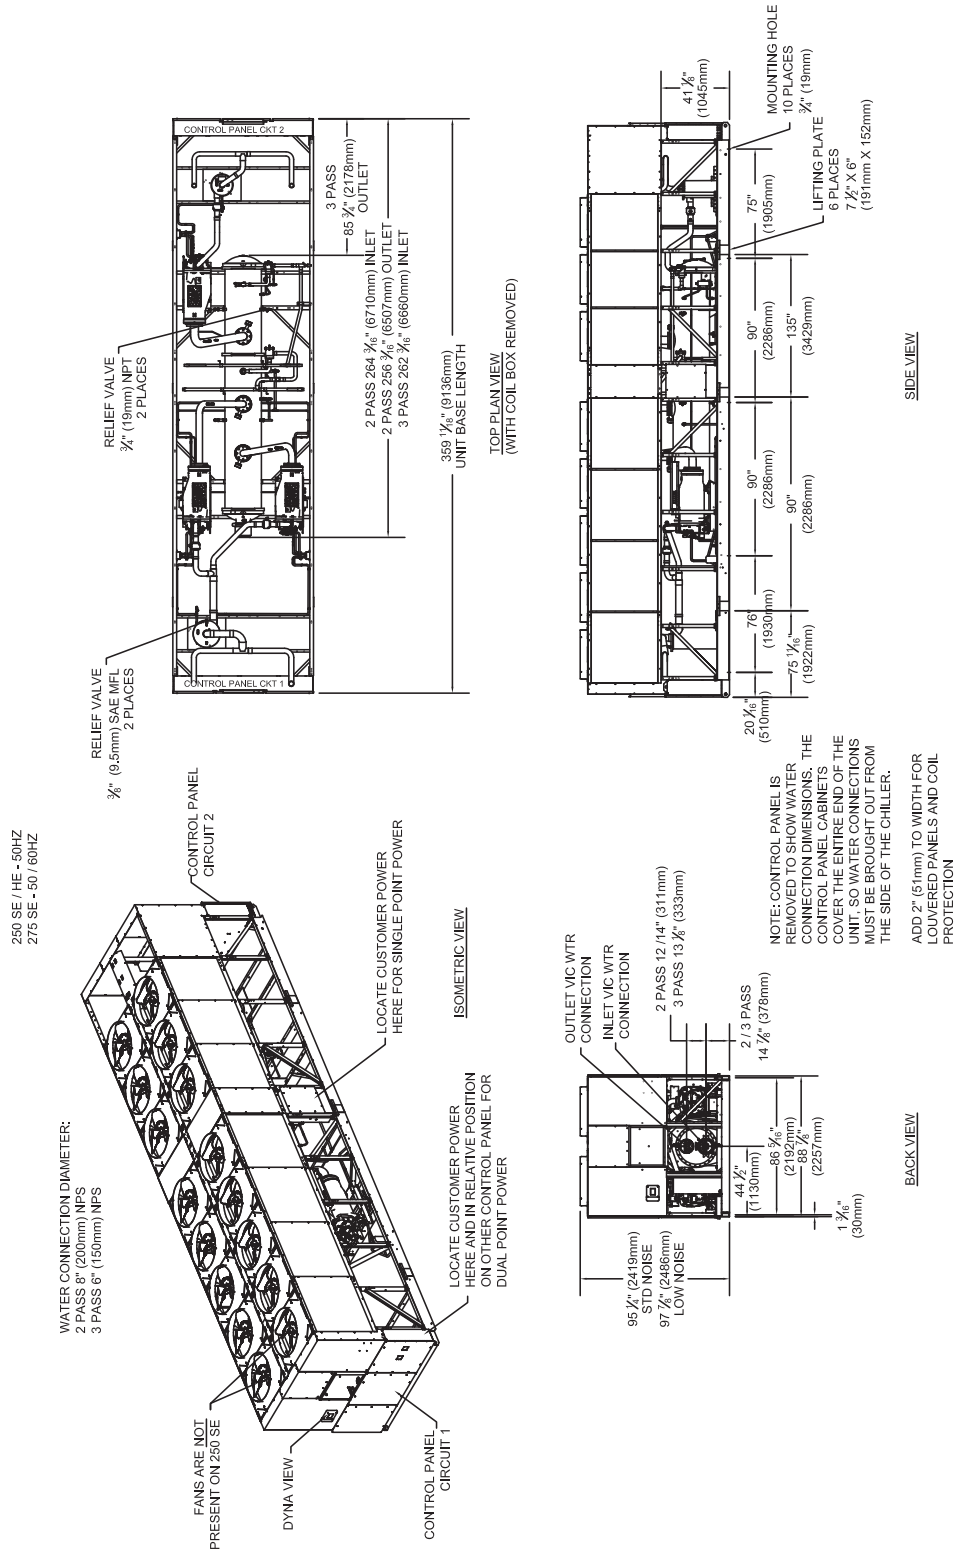 250 SE / HE - 50HZ
275 SE - 50 / 60HZ
WATER CONNECTION DIAMETER:
2 PASS 8" (200mm) NPS
3 PASS 6" (150mm) NPS
FANS ARE NOT
PRESENT ON 250 SE
DYNA VIEW
CONTROL PANEL
CIRCUIT 1
LOCATE CUSTOMER POWER
HERE AND IN RELATIVE POSITION
ON OTHER CONTROL PANEL FOR
DUAL POINT POWER
LOCATE CUSTOMER POWER
HERE FOR SINGLE POINT POWER
CONTROL PANEL
CIRCUIT 2
ISOMETRIC VIEW
RELIEF VALVE
3/8" (9.5mm) SAE MFL
2 PLACES
RELIEF VALVE
3/4" (19mm) NPT
2 PLACES
CONTROL PANEL CKT 1
CONTROL PANEL CKT 2
3 PASS
85 3/4" (2178mm)
OUTLET
2 PASS 264 3/16" (6710mm) INLET
2 PASS 256 3/16" (6507mm) OUTLET
3 PASS 262 3/16" (6660mm) INLET
359 11/16" (9136mm)
UNIT BASE LENGTH
TOP PLAN VIEW
(WITH COIL BOX REMOVED)
95 1/4" (2419mm)
STD NOISE
97 7/8" (2486mm)
LOW NOISE
OUTLET VIC WTR
CONNECTION
INLET VIC WTR
CONNECTION
2 PASS 12 /14" (311mm)
3 PASS 13 1/8" (333mm)
2 / 3 PASS
14 7/8" (378mm)
44 1/2"
(1130mm)
86 5/16"
(2192mm)
88 7/8"
(2257mm)
1 3/16"
(30mm)
BACK VIEW
NOTE: CONTROL PANEL IS
REMOVED TO SHOW WATER
CONNECTION DIMENSIONS. THE
CONTROL PANEL CABINETS
COVER THE ENTIRE END OF THE
UNIT, SO WATER CONNECTIONS
MUST BE BROUGHT OUT FROM
THE SIDE OF THE CHILLER.
ADD 2" (51mm) TO WIDTH FOR
LOUVERED PANELS AND COIL
PROTECTION
20 1/16"
(510mm)
76"
(1930mm)
75 11/16"
(1922mm)
90"
(2286mm)
90"
(2286mm)
90"
(2286mm)
135"
(3429mm)
75"
(1905mm)
41 1/8"
(1045mm)
MOUNTING HOLE
10 PLACES
3/4" (19mm)
LIFTING PLATE
6 PLACES
7 1/2" X 6"
(191mm X 152mm)
SIDE VIEW